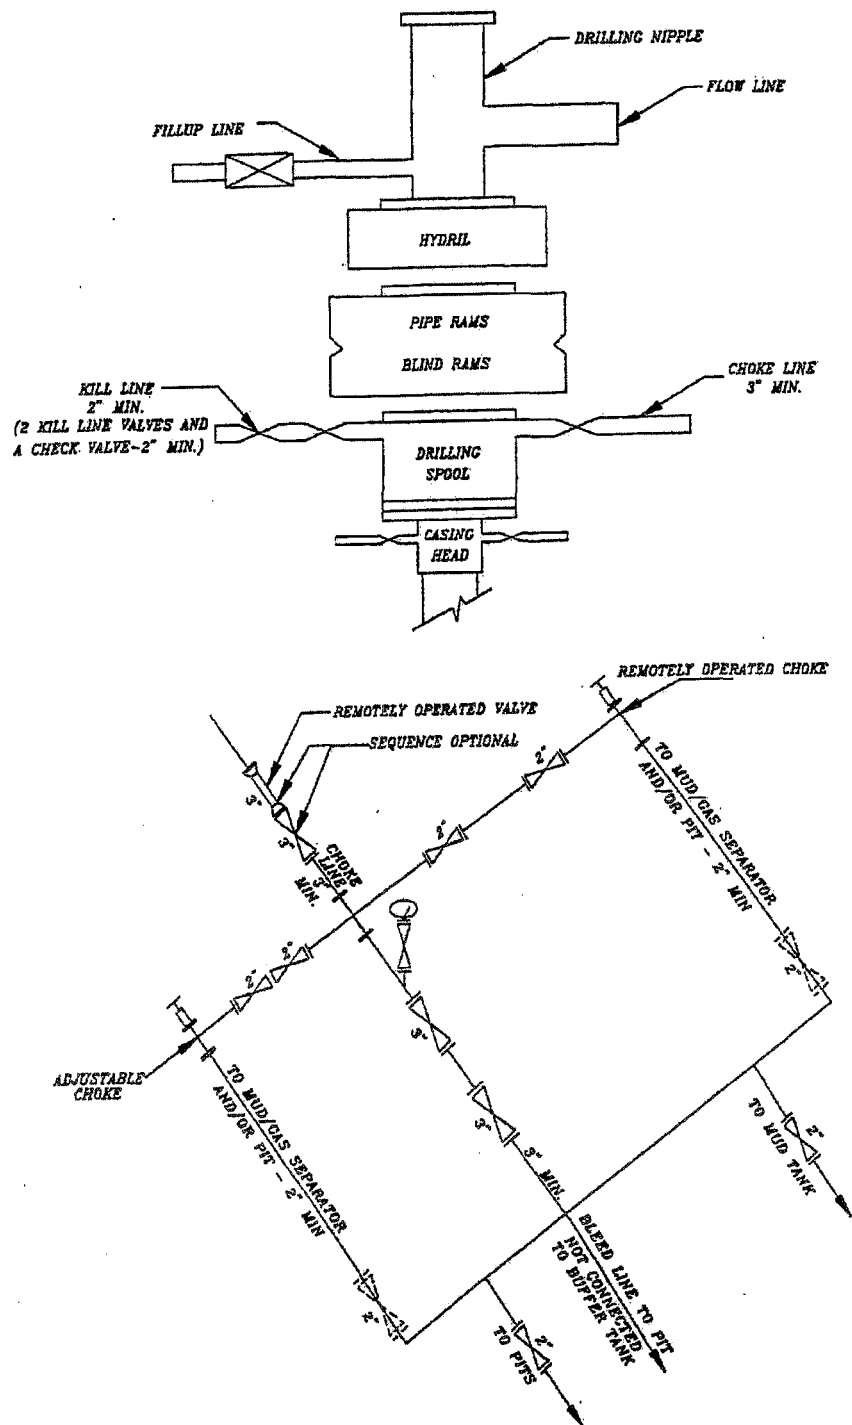 DRILLING NIPPLE
FLOW LINE
FILLUP LINE
HYDRIL
PIPE RAMS
BLIND RAMS
KILL LINE
2" MIN.
(2 KILL LINE VALVES AND
A CHECK VALVE-2" MIN.)
CHOKE LINE
3" MIN.
DRILLING
SPOOL
CASING
HEAD
REMOTELY OPERATED CHOKE
REMOTELY OPERATED VALVE
SEQUENCE OPTIONAL
3"
3"
CHOKE
LINE
3"
MIN.
2"
2"
TO MUD/GAS SEPARATOR
AND/OR PIT - 2" MIN
2"
2"
2"
ADJUSTABLE
CHOKE
TO MUD/GAS SEPARATOR
AND/OR PIT - 2" MIN
2"
3"
3"
3" MIN.
BLEED LINE TO PIT
NOT CONNECTED
TO BUFFER TANK
2"
TO MUD TANK
2"
TO PITS